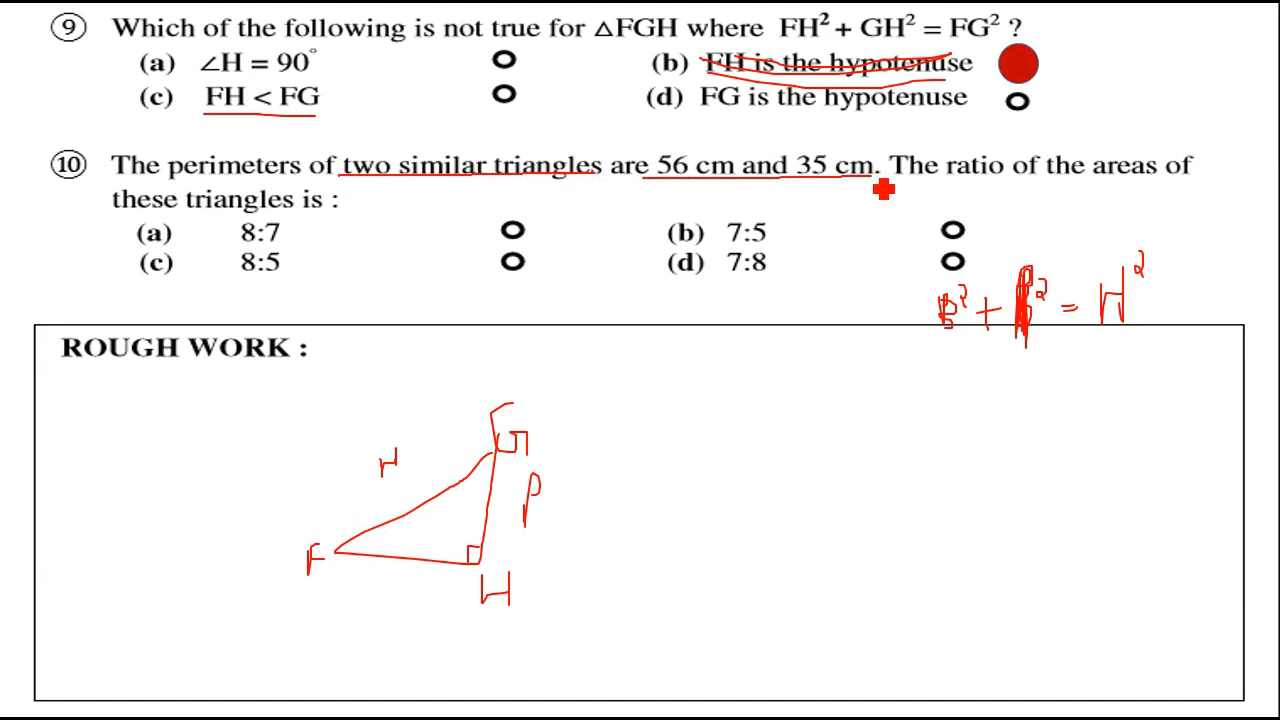 ⑨ Which of the following is not true for △FGH where FH² + GH² = FG² ?
(a) ∠H = 90° (b) FH is the hypotenuse
(c) FH < FG (d) FG is the hypotenuse
⑩ The perimeters of two similar triangles are 56 cm and 35 cm. The ratio of the areas of
these triangles is :
(a) 8:7 (b) 7:5
(c) 8:5 (d) 7:8
B² + P² = H²
ROUGH WORK :
G
H
P
F
H